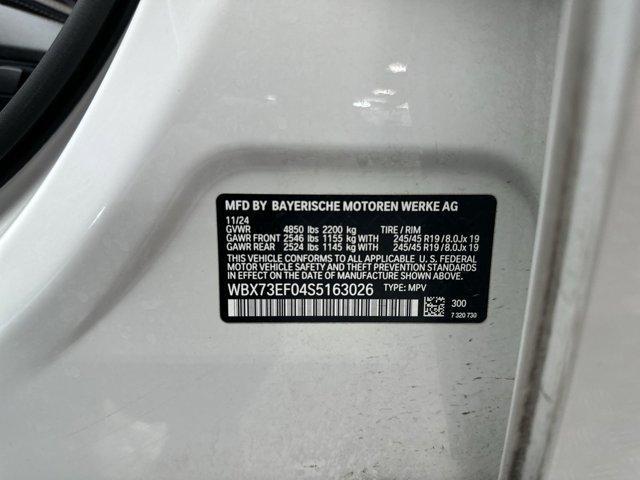 MFD BY BAYERISCHE MOTOREN WERKE AG
11/24
GVWR 4850 lbs 2200 kg TIRE / RIM
GAWR FRONT 2546 lbs 1155 kg WITH 245/45 R19 / 8.0Jx 19
GAWR REAR 2524 lbs 1145 kg WITH 245/45 R19 / 8.0Jx 19
THIS VEHICLE CONFORMS TO ALL APPLICABLE U. S. FEDERAL
MOTOR VEHICLE SAFETY, BUMPER, AND THEFT PREVENTION
STANDARDS IN EFFECT ON THE DATE OF MANUFACTURE SHOWN ABOVE.
WBX73EF04S5163026 TYPE: MPV
300
7 320 730